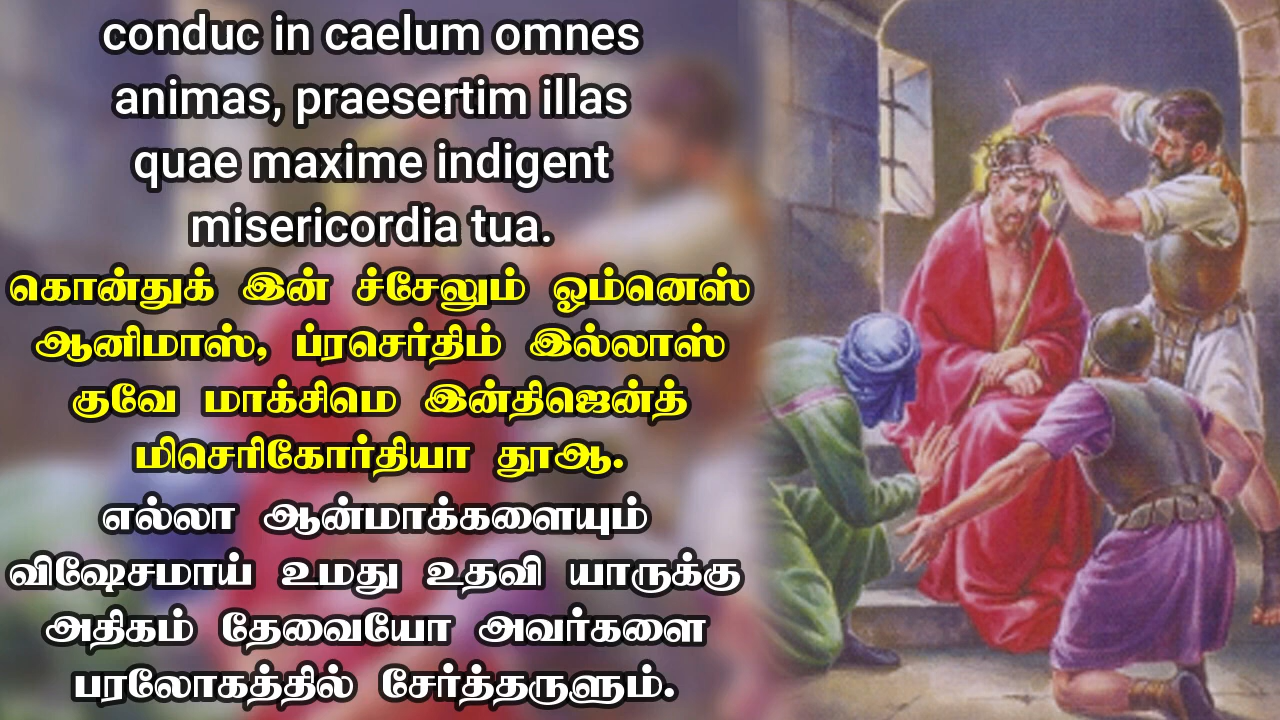 conduc in caelum omnes
animas, praesertim illas
quae maxime indigent
misericordia tua.
கொன்துக் இன் ச்சேலும் ஓம்னெஸ்
ஆனிமாஸ், ப்ரசெர்திம் இல்லாஸ்
குவே மாக்சிமெ இன்திஜென்த்
மிசெரிகோர்தியா தூஆ.
எல்லா ஆன்மாக்களையும்
விஷேசமாய் உமது உதவி யாருக்கு
அதிகம் தேவையோ அவர்களை
பரலோகத்தில் சேர்த்தருளும்.